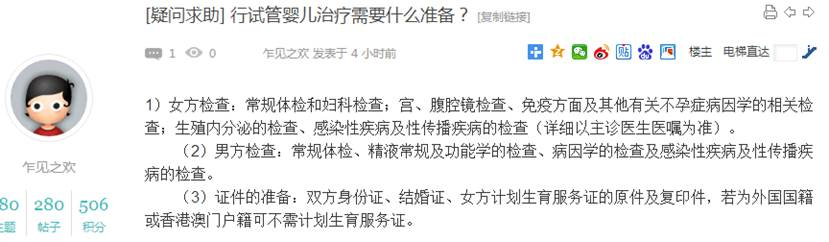 [疑问求助] 行试管婴儿治疗需要什么准备？ [复制链接]
1 0 乍见之欢 发表于 4 小时前 贴 楼主 电梯直达
1）女方检查：常规体检和妇科检查；宫、腹腔镜检查、免疫方面及其他有关不孕症病因学的相关检
查；生殖内分泌的检查、感染性疾病及性传播疾病的检查（详细以主诊医生医嘱为准）。
（2）男方检查：常规体检、精液常规及功能学的检查、病因学的检查及感染性疾病及性传播疾
病的检查。
（3）证件的准备：双方身份证、结婚证、女方计划生育服务证的原件及复印件，若为外国国籍
或香港澳门户籍可不需计划生育服务证。
乍见之欢
80 280 506
主题 帖子 积分